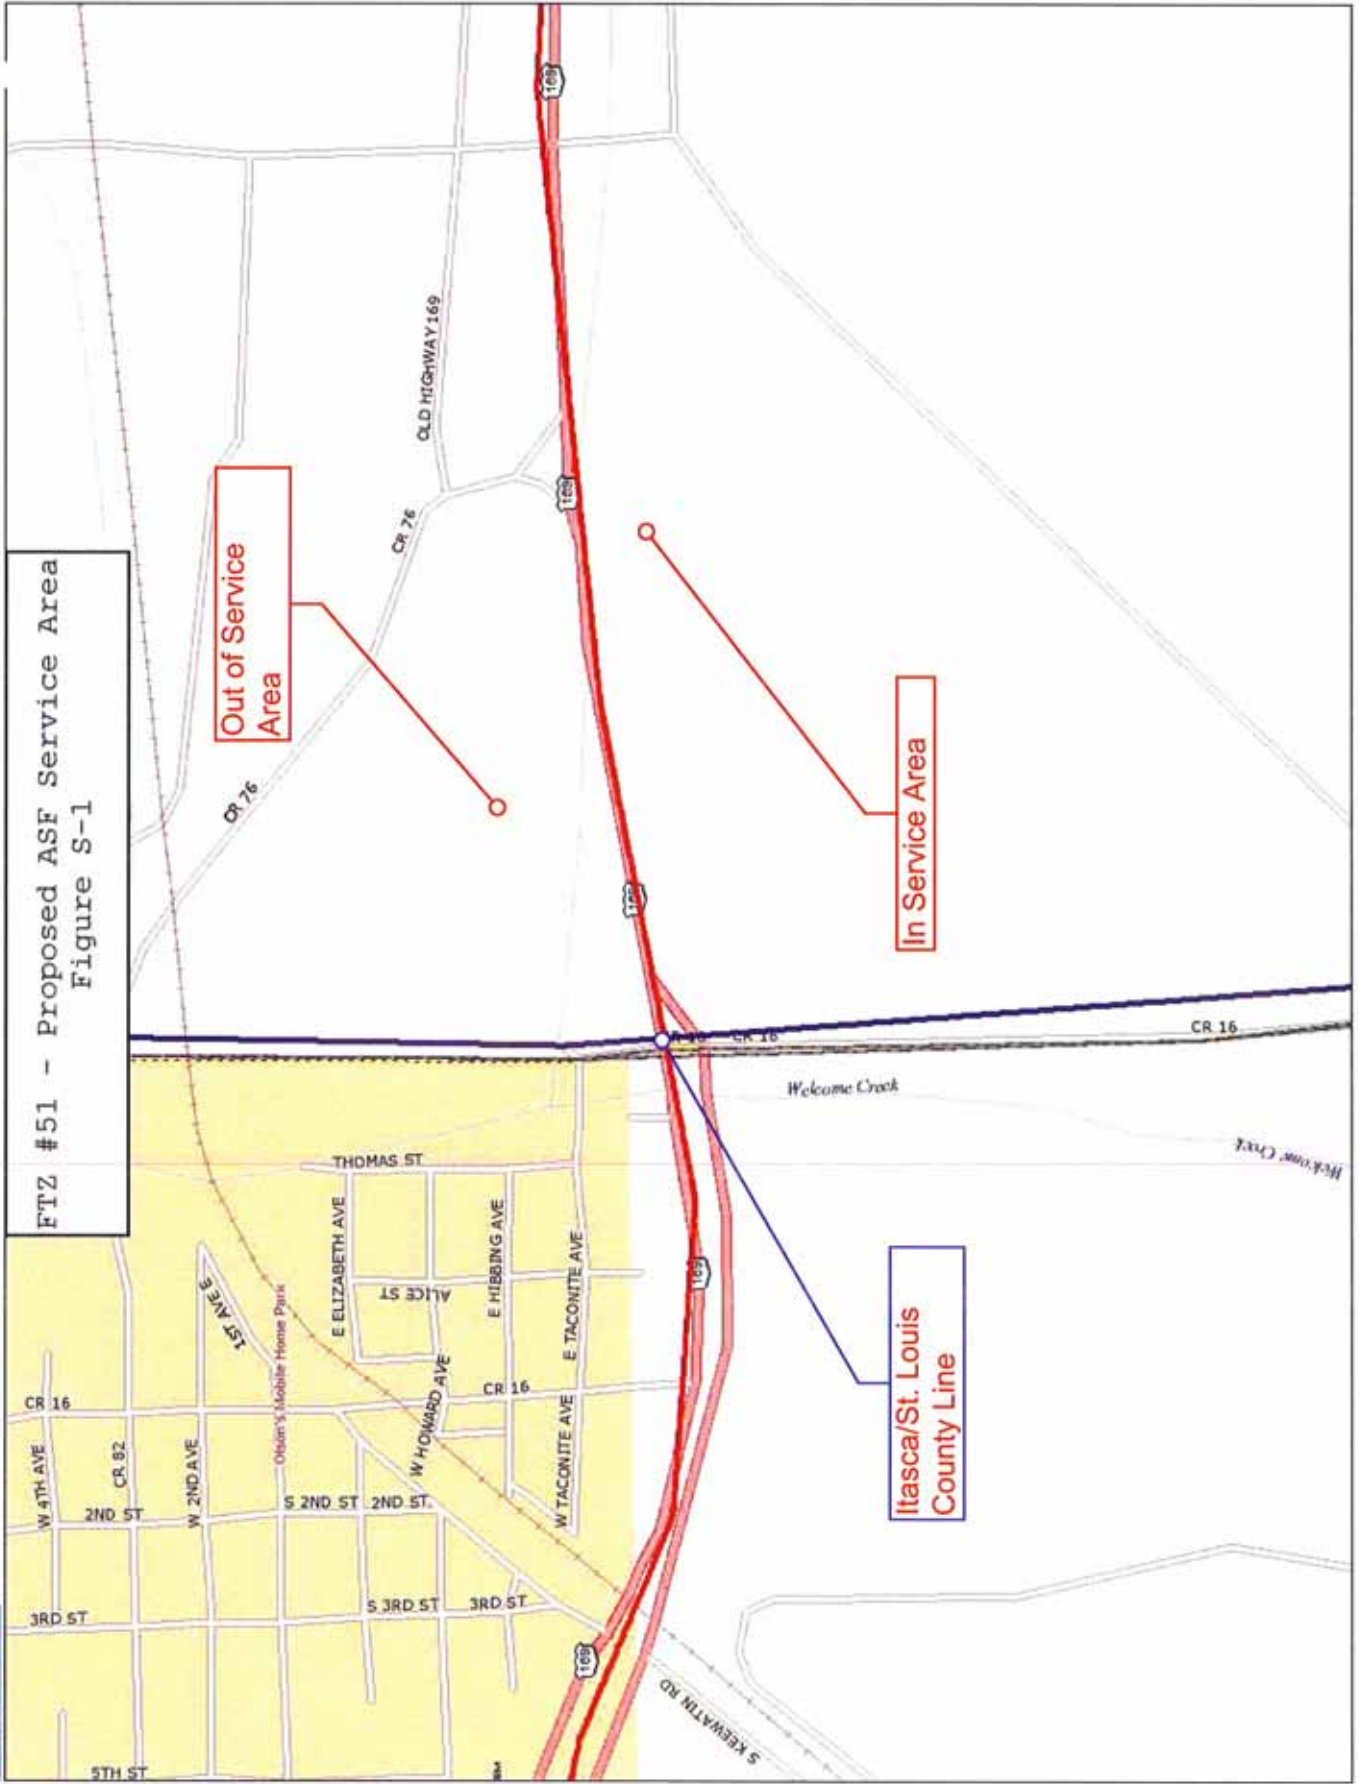 FTZ #51 - Proposed ASF Service Area
Figure S-1
Out of Service
Area
In Service Area
Itasca/St. Louis
County Line
OLD HIGHWAY 169
CR 76
CR 76
169
169
169
169
CR 16
CR 16
Welcome Creek
Welcome Creek
THOMAS ST
E ELIZABETH AVE
ALICE ST
E HIBBING AVE
E TACONITE AVE
1ST AVE E
Olson's Mobile Home Park
CR 16
CR 16
W HOWARD AVE
W TACONITE AVE
W 4TH AVE
CR 82
W 2ND AVE
2ND ST
S 2ND ST
2ND ST
3RD ST
S 3RD ST
3RD ST
5TH ST
S KEEWATIN RD